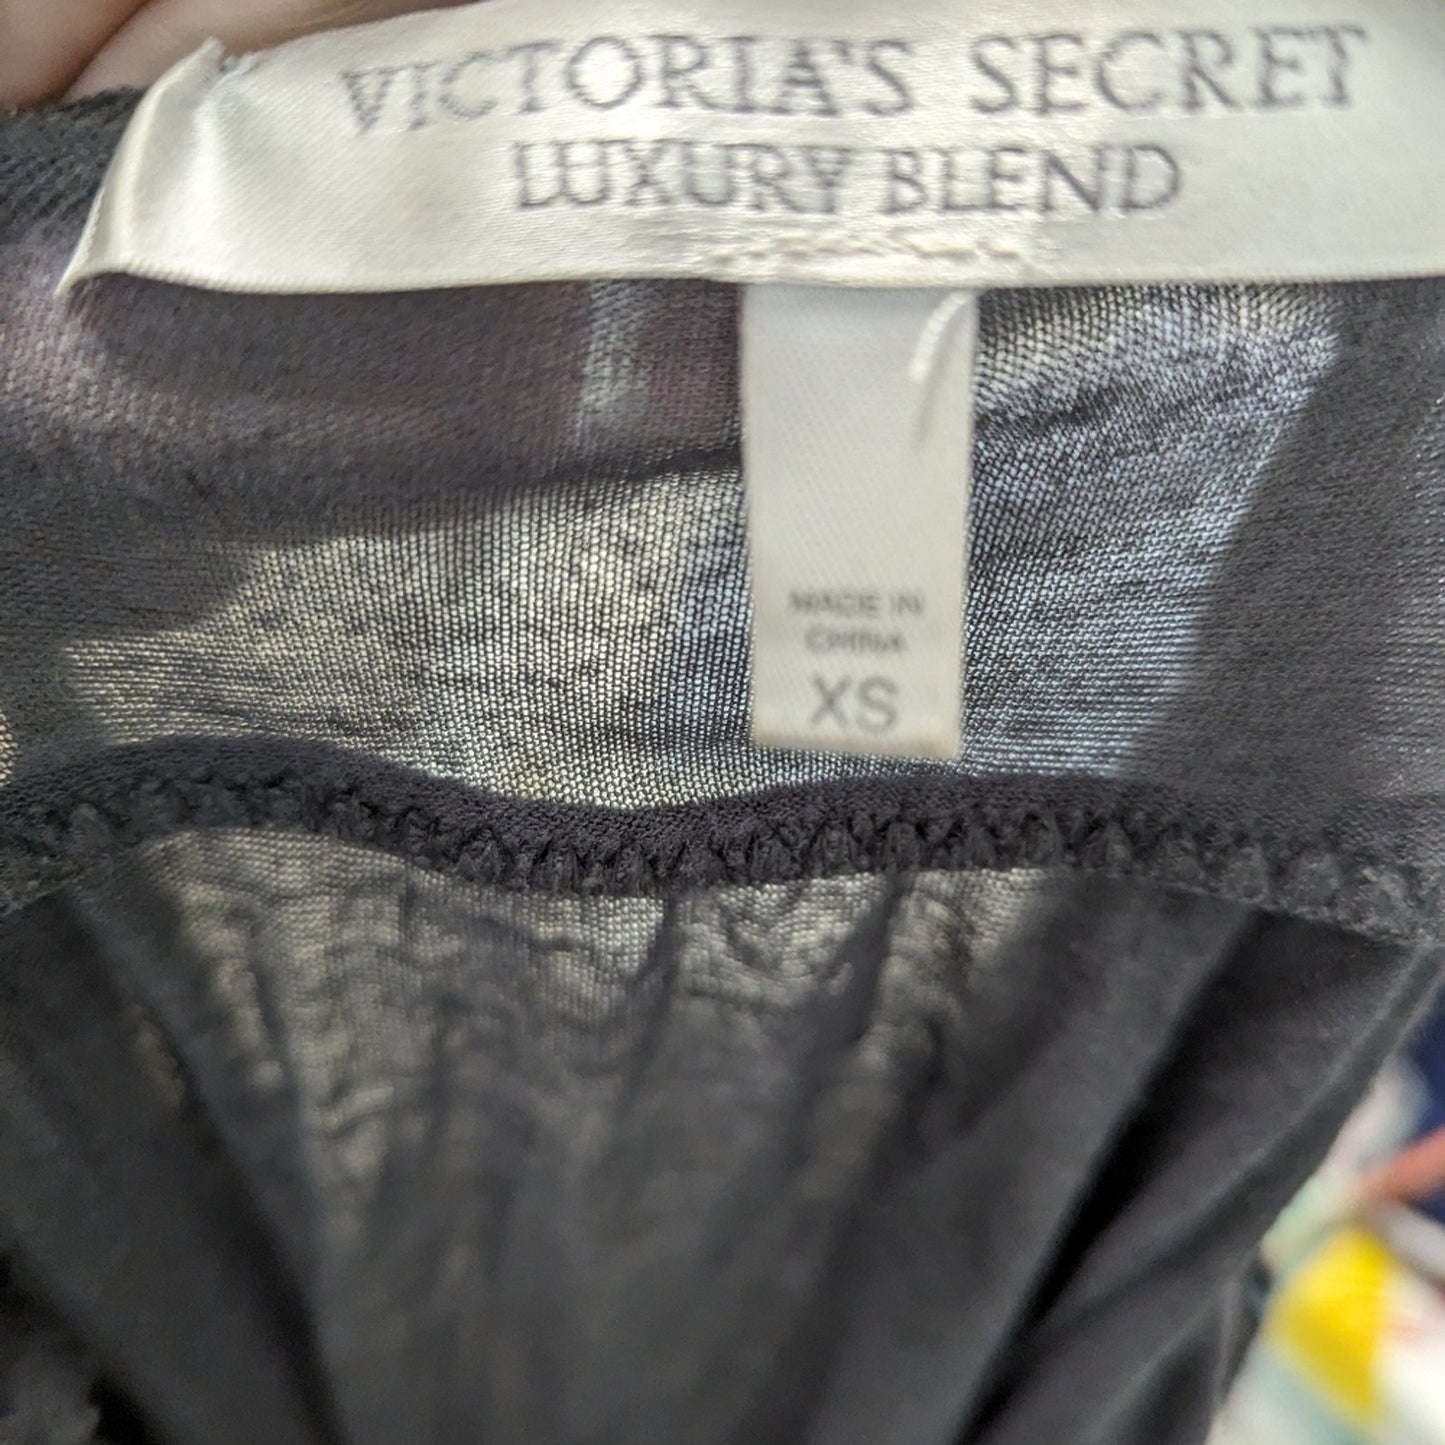 VICTORIA'S SECRET
LUXURY BLEND
MADE IN
CHINA
XS